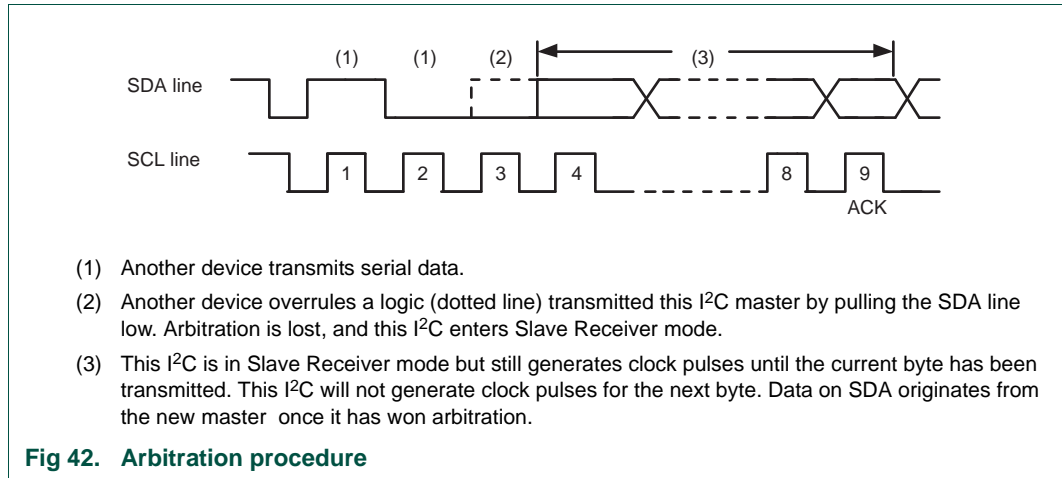 (1) (1) (2) (3)
SDA line
SCL line
1 2 3 4 8 9
ACK
(1) Another device transmits serial data.
(2) Another device overrules a logic (dotted line) transmitted this I2C master by pulling the SDA line
low. Arbitration is lost, and this I2C enters Slave Receiver mode.
(3) This I2C is in Slave Receiver mode but still generates clock pulses until the current byte has been
transmitted. This I2C will not generate clock pulses for the next byte. Data on SDA originates from
the new master once it has won arbitration.
Fig 42. Arbitration procedure